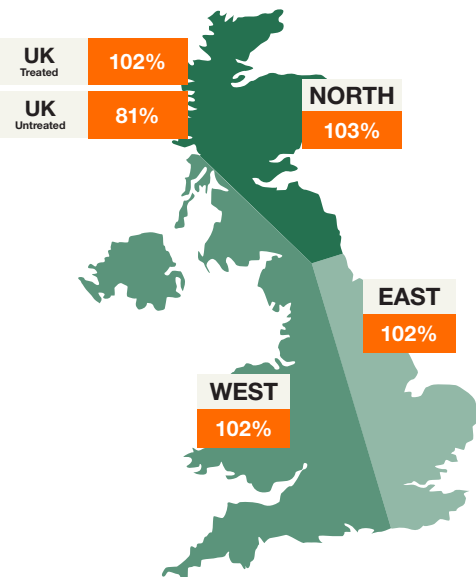 UK
Treated
102%
UK
Untreated
81%
NORTH
103%
EAST
102%
WEST
102%